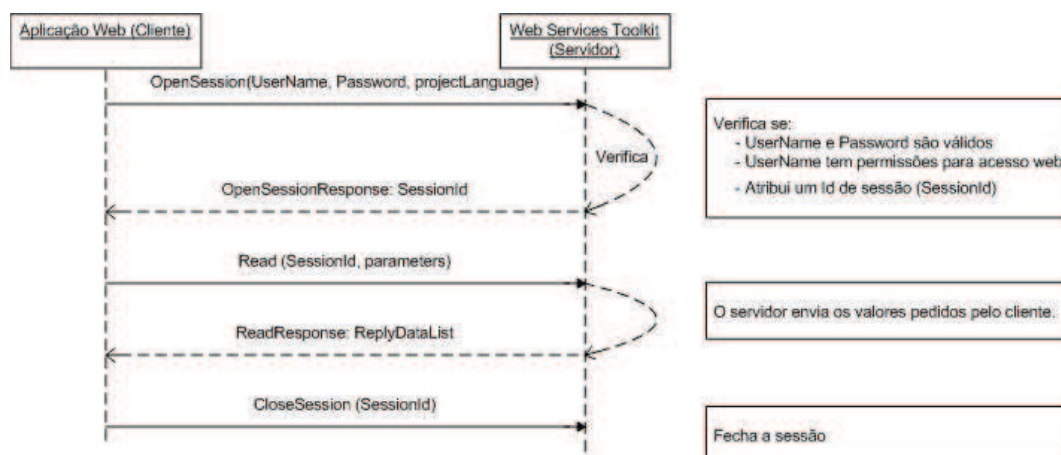 Aplicação Web (Cliente)
Web Services Toolkit
(Servidor)
OpenSession(UserName, Password, projectLanguage)
Verifica
Verifica se:
- UserName e Password são válidos
- UserName tem permissões para acesso web
- Atribui um Id de sessão (SessionId)
OpenSessionResponse: SessionId
Read (SessionId, parameters)
O servidor envia os valores pedidos pelo cliente.
ReadResponse: ReplyDataList
CloseSession (SessionId)
Fecha a sessão